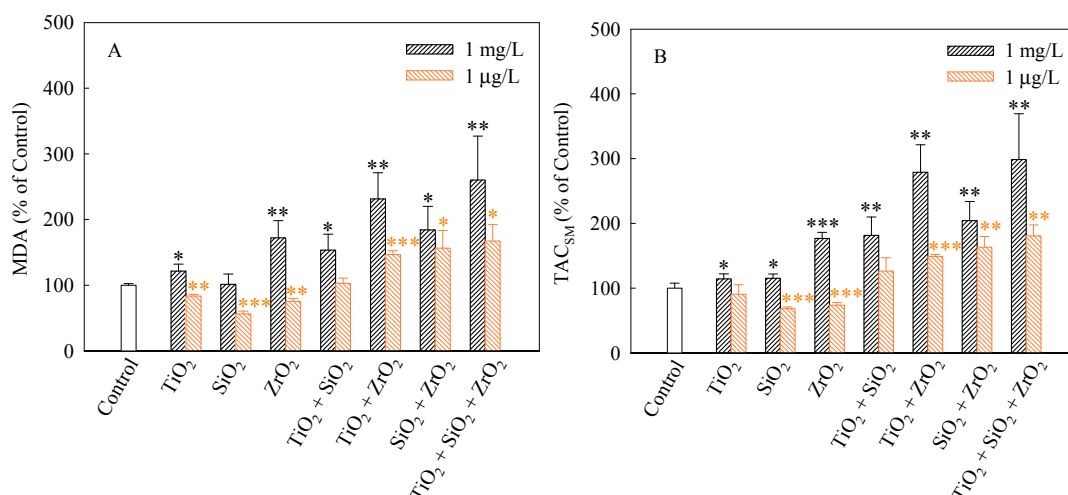 A
1 mg/L
1 μg/L
MDA (% of Control)
500
400
300
200
100
0
** 
* ** *** ** ** * ** *** * * ** *
Control
TiO₂
SiO₂
ZrO₂
TiO₂ + SiO₂
TiO₂ + ZrO₂
SiO₂ + ZrO₂
TiO₂ + SiO₂ + ZrO₂
B
1 mg/L
1 μg/L
TAC_SM (% of Control)
500
400
300
200
100
0
* * *** *** *** ** ** *** ** ** ** **
Control
TiO₂
SiO₂
ZrO₂
TiO₂ + SiO₂
TiO₂ + ZrO₂
SiO₂ + ZrO₂
TiO₂ + SiO₂ + ZrO₂